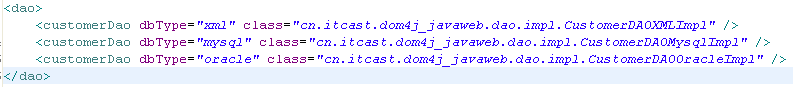 <dao>
<customerDao dbType="xml" class="cn.itcast.dom4j_javaweb.dao.impl.CustomerDAOXMLImpl" />
<customerDao dbType="mysql" class="cn.itcast.dom4j_javaweb.dao.impl.CustomerDAOMysqlImpl" />
<customerDao dbType="oracle" class="cn.itcast.dom4j_javaweb.dao.impl.CustomerDAOOracleImpl" />
</dao>